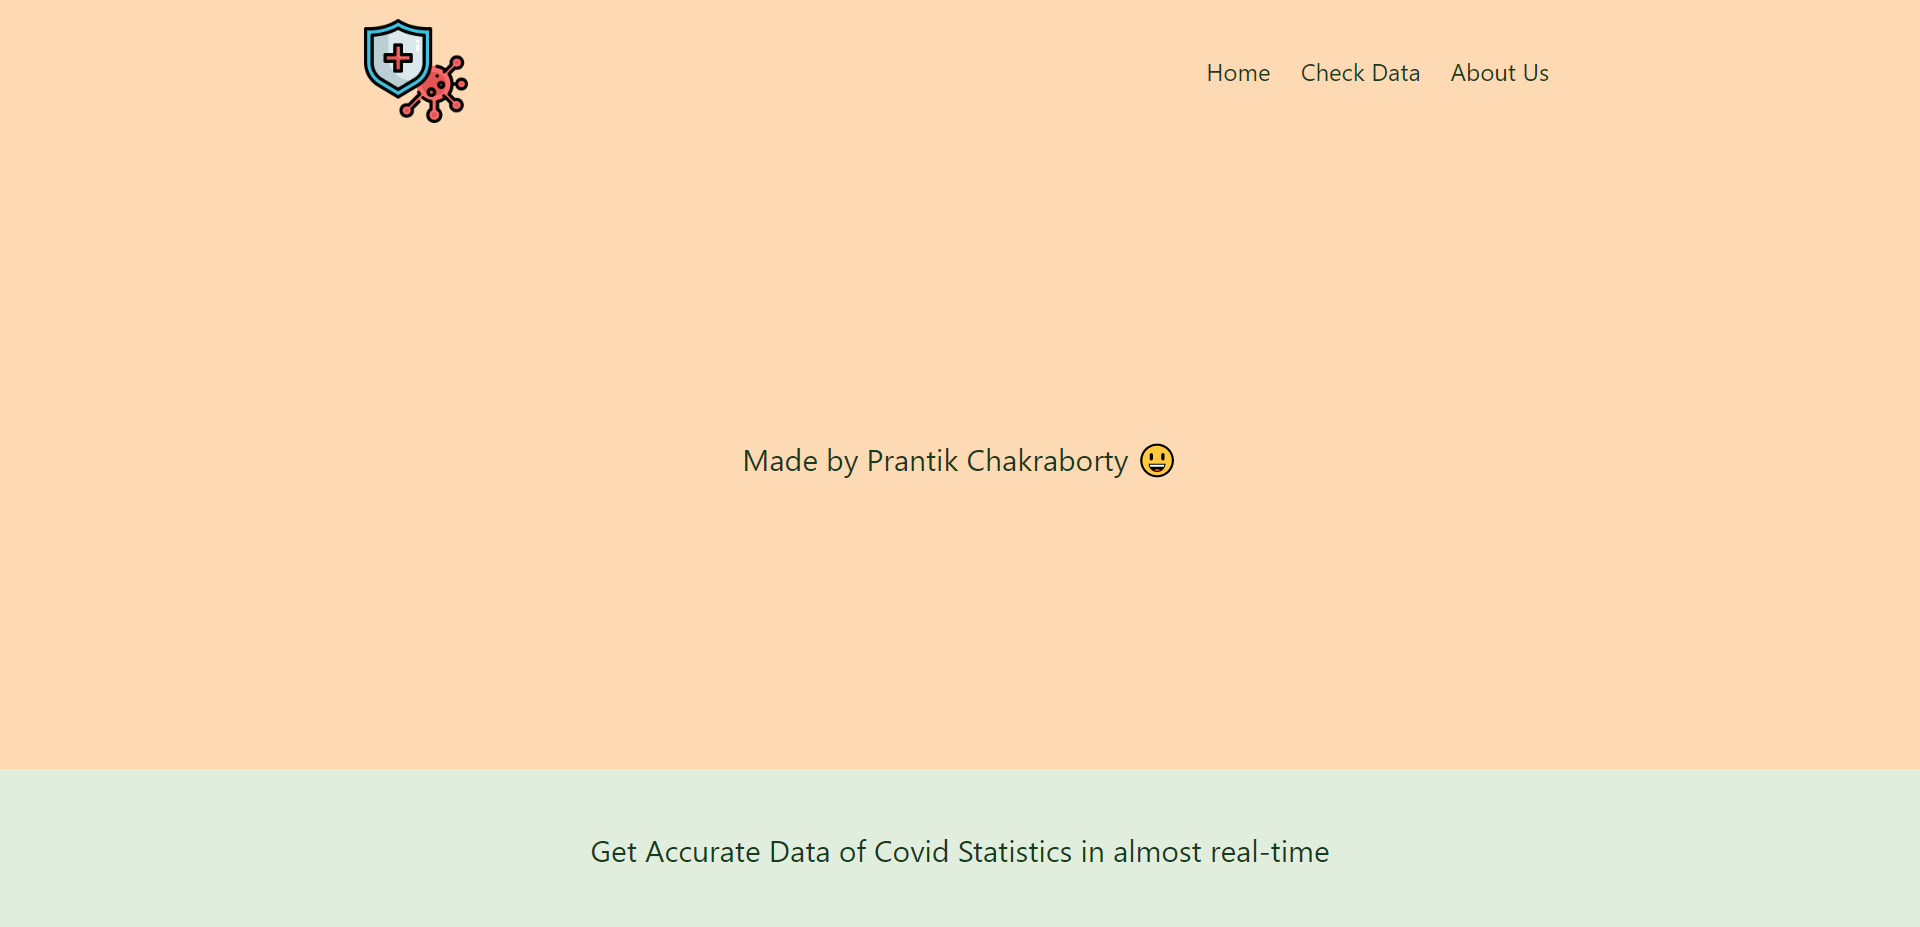 Home Check Data About Us
Made by Prantik Chakraborty 😃
Get Accurate Data of Covid Statistics in almost real-time